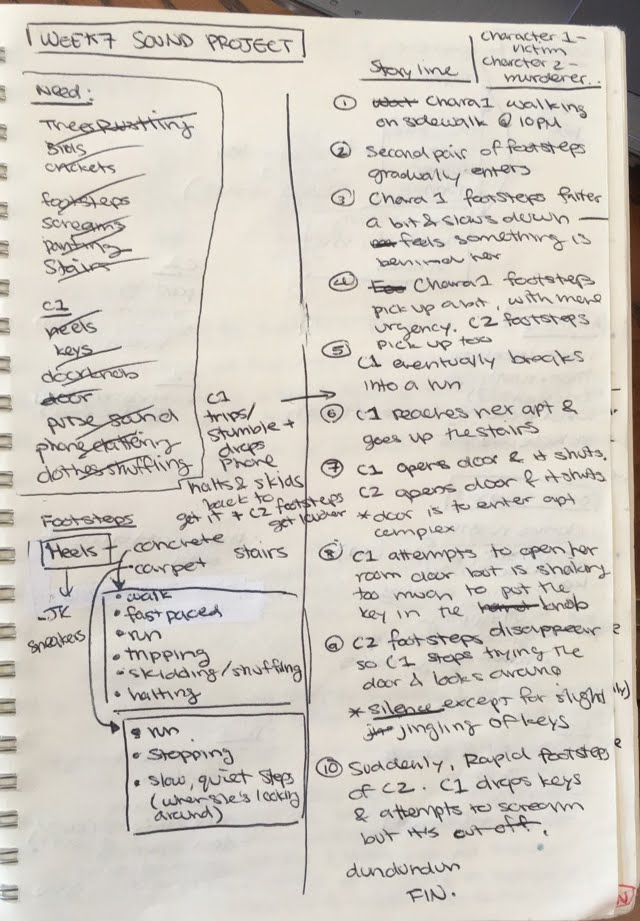 WEEK 7 SOUND PROJECT
Need:
Trees Rustling
Birds
crickets
footsteps
screams
panting
Stairs
C1
heels
keys
doorknob
door
purse sound
phone clattering
clothes shuffling
C1
trips/
stumble +
drops
phone
halts & skids
back to
get it + C2 footsteps
get louder
Footsteps
Heels - concrete
carpet
stairs
JK
sneakers
• walk
• fast paced
• run
• tripping
• skidding/shuffling
• halting
• run
• stopping
• slow, quiet steps
(when she's looking
around)
Storyline
character 1 -
victim
charcter 2 -
murderer..
① Chara 1 walking
on sidewalk @ 10PM
② Second pair of footsteps
gradually enters
③ Chara 1 footsteps falter
a bit & slows down —
feels something is
behind her
④ Chara 1 footsteps
pick up a bit, with more
urgency. C2 footsteps
pick up too
⑤ C1 eventually breaks
into a run
⑥ C1 reaches her apt &
goes up the stairs
⑦ C1 opens door & it shuts.
C2 opens door & it shuts
* door is to enter apt
complex
⑧ C1 attempts to open her
room door but is shaking
too much to put the
key in the knob
⑨ C2 footsteps disappear
so C1 stops trying the
door & looks around
* Silence except for slight
jingling of keys
⑩ Suddenly, Rapid footsteps
of C2. C1 drops keys
& attempts to scream
but it's cut off.
dundundun
FIN.